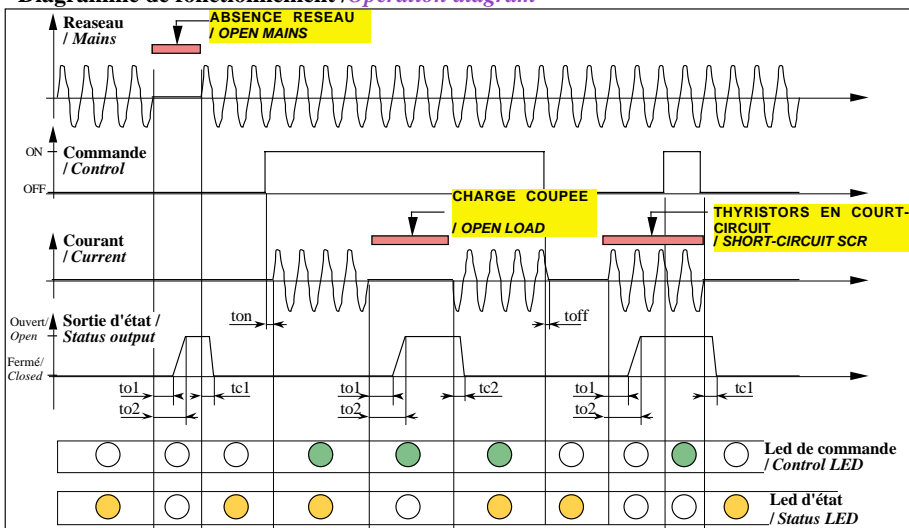 Diagramme de fonctionnement /Operation diagram
Reaseau
/ Mains
ABSENCE RESEAU
/ OPEN MAINS
ON
OFF
Commande
/ Control
CHARGE COUPEE
/ OPEN LOAD
THYRISTORS EN COURT-
CIRCUIT
/ SHORT-CIRCUIT SCR
Courant
/ Current
ton
toff
Ouvert/
Open
Sortie d'état /
Status output
Fermé/
Closed
to1
to2
tc1
to1
to2
tc2
to1
to2
tc1
Led de commande
/ Control LED
Led d'état
/ Status LED